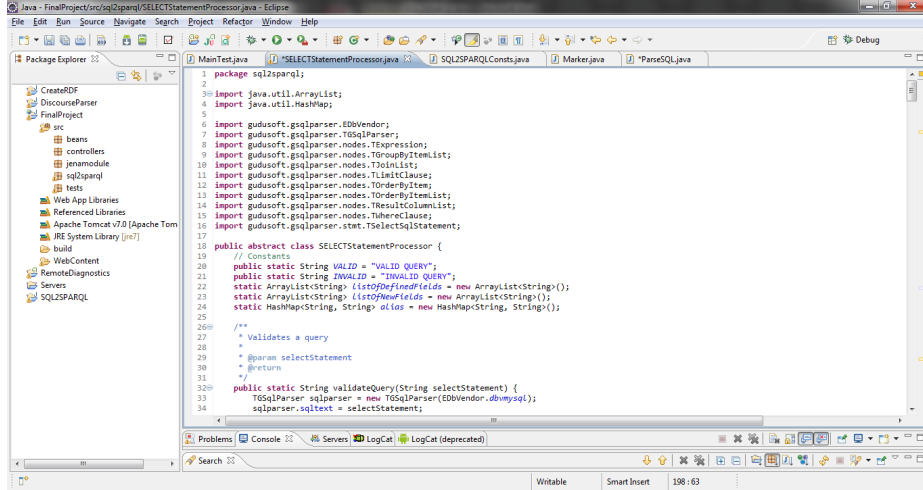 Java - FinalProject/src/sql2sparql/SELECTStatementProcessor.java - Eclipse
File Edit Run Source Navigate Search Project Refactor Window Help
Debug
Package Explorer
MainTest.java *SELECTStatementProcessor.java SQL2SPARQLConsts.java Marker.java *ParseSQL.java
CreateRDF
DiscourseParser
FinalProject
src
beans
controllers
jenamodule
sql2sparql
tests
Web App Libraries
Referenced Libraries
Apache Tomcat v7.0 [Apache Tom
JRE System Library [jre7]
build
WebContent
RemoteDiagnostics
Servers
SQL2SPARQL
1 package sql2sparql;
2
3 import java.util.ArrayList;
4 import java.util.HashMap;
5
6 import gudusoft.gsqlparser.EDbVendor;
7 import gudusoft.gsqlparser.TGSqlParser;
8 import gudusoft.gsqlparser.nodes.TExpression;
9 import gudusoft.gsqlparser.nodes.TGroupByItemList;
10 import gudusoft.gsqlparser.nodes.TJoinList;
11 import gudusoft.gsqlparser.nodes.TLimitClause;
12 import gudusoft.gsqlparser.nodes.TOrderByItem;
13 import gudusoft.gsqlparser.nodes.TOrderByItemList;
14 import gudusoft.gsqlparser.nodes.TResultColumnList;
15 import gudusoft.gsqlparser.nodes.TWhereClause;
16 import gudusoft.gsqlparser.stmt.TSelectSqlStatement;
17
18 public abstract class SELECTStatementProcessor {
19 // Constants
20 public static String VALID = "VALID QUERY";
21 public static String INVALID = "INVALID QUERY";
22 static ArrayList<String> listOfDefinedFields = new ArrayList<String>();
23 static ArrayList<String> listOfNewFields = new ArrayList<String>();
24 static HashMap<String, String> alias = new HashMap<String, String>();
25
26 /**
27 * Validates a query
28 *
29 * @param selectStatement
30 * @return
31 */
32 public static String validateQuery(String selectStatement) {
33 TGSqlParser sqlparser = new TGSqlParser(EDbVendor.dbvmysql);
34 sqlparser.sqltext = selectStatement;
Problems Console Servers LogCat LogCat (deprecated)
Search
Writable Smart Insert 198 : 63